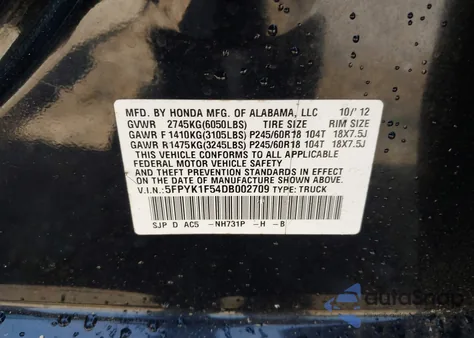 MFD. BY HONDA MFG. OF ALABAMA, LLC 10/'12
GVWR 2745KG(6050LBS) TIRE SIZE RIM SIZE
GAWR F 1410KG(3105LBS) P245/60R18 104T 18X7.5J
GAWR R 1475KG(3245LBS) P245/60R18 104T 18X7.5J
THIS VEHICLE CONFORMS TO ALL APPLICABLE
FEDERAL MOTOR VEHICLE SAFETY
AND THEFT PREVENTION STANDARDS IN EFFECT
ON THE DATE OF MANUFACTURE SHOWN ABOVE.
V.I.N.: 5FPYK1F54DB002709 TYPE: TRUCK
SJP D AC5 -NH731P -H -B
autoSnap